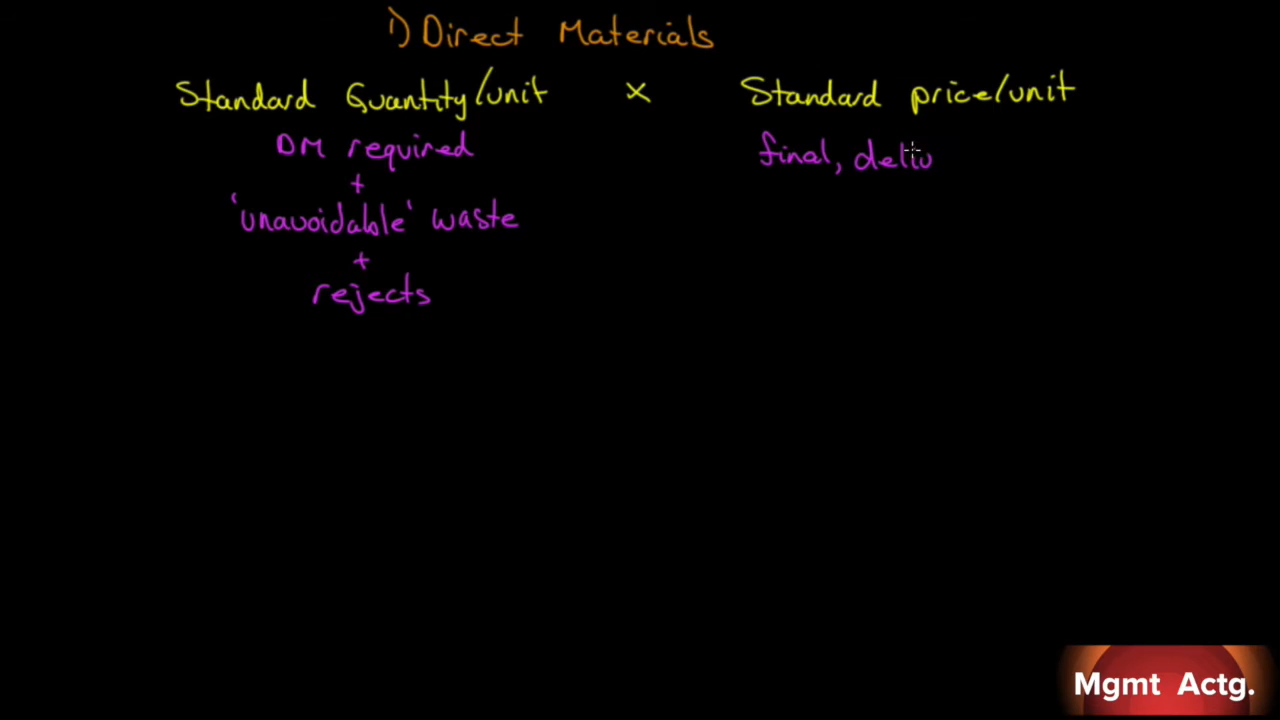 1) Direct Materials
Standard Quantity/unit x Standard price/unit
DM required
final, deliv
+
'unavoidable' waste
+
rejects
Mgmt Actg.